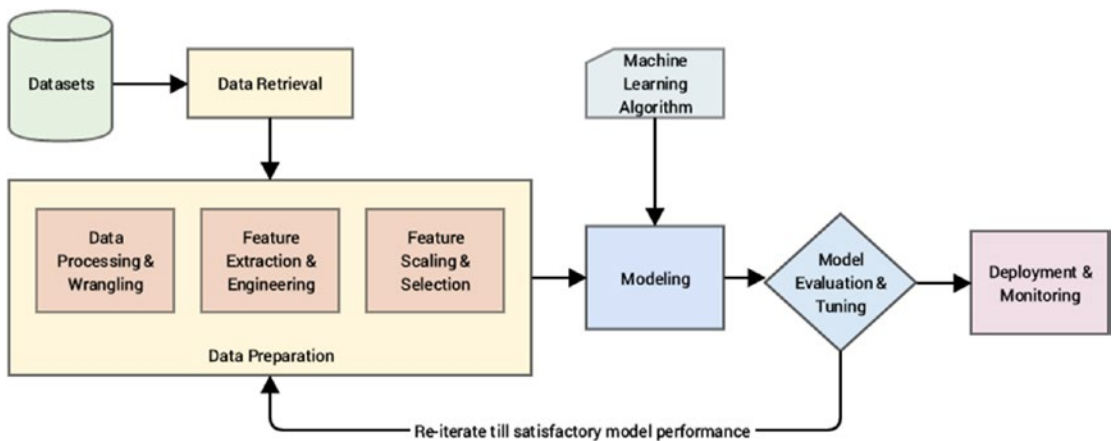 Datasets
Data Retrieval
Machine
Learning
Algorithm
Data
Processing &
Wrangling
Feature
Extraction &
Engineering
Feature
Scaling &
Selection
Data Preparation
Modeling
Model
Evaluation &
Tuning
Deployment &
Monitoring
Re-iterate till satisfactory model performance